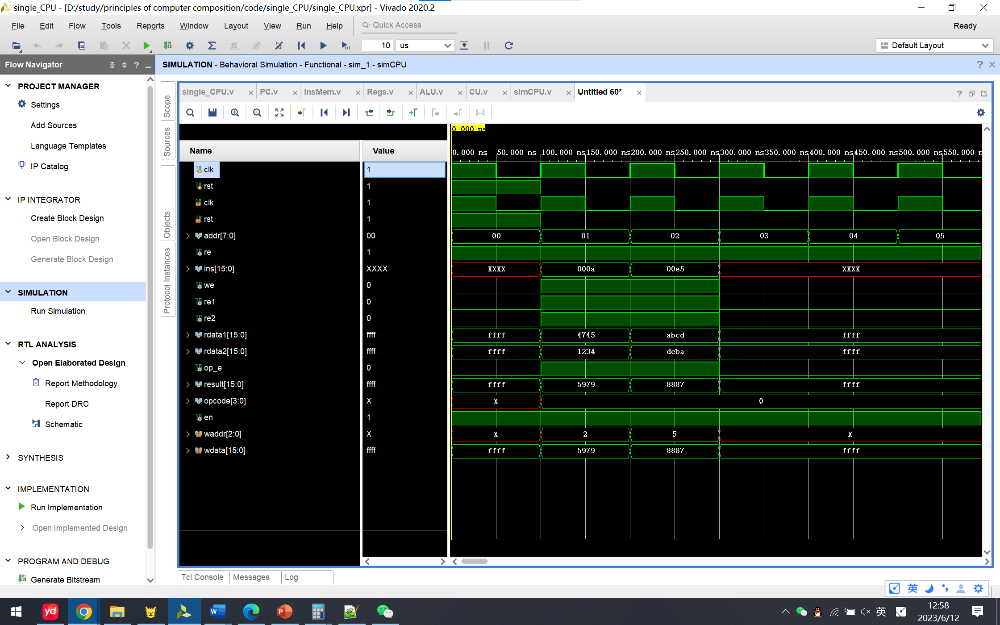 single_CPU - [D:/study/principles of computer composition/code/single_CPU/single_CPU.xpr] - Vivado 2020.2
File Edit Flow Tools Reports Window Layout View Run Help Quick Access Ready
10 us Default Layout
Flow Navigator
SIMULATION - Behavioral Simulation - Functional - sim_1 - simCPU
PROJECT MANAGER
Settings
Add Sources
Language Templates
IP Catalog
IP INTEGRATOR
Create Block Design
Open Block Design
Generate Block Design
SIMULATION
Run Simulation
RTL ANALYSIS
Open Elaborated Design
Report Methodology
Report DRC
Schematic
SYNTHESIS
IMPLEMENTATION
Run Implementation
Open Implemented Design
PROGRAM AND DEBUG
Generate Bitstream
Scope
Sources
Objects
Protocol Instances
single_CPU.v PC.v insMem.v Regs.v ALU.v CU.v simCPU.v Untitled 60*
0.000 ns
Name Value
0.000 ns 50.000 ns 100.000 ns 150.000 ns 200.000 ns 250.000 ns 300.000 ns 350.000 ns 400.000 ns 450.000 ns 500.000 ns 550.000
clk 1
rst 1
clk 1
rst 1
addr[7:0] 00 00 01 02 03 04 05
re 1
ins[15:0] XXXX XXXX 000a 00e5 XXXX
we 0
re1 0
re2 0
rdata1[15:0] ffff ffff 4745 abcd ffff
rdata2[15:0] ffff ffff 1234 dcba ffff
op_e 0
result[15:0] ffff ffff 5979 8887 ffff
opcode[3:0] X X 0
en 1
waddr[2:0] X X 2 5 X
wdata[15:0] ffff ffff 5979 8887 ffff
Tcl Console Messages Log
英
yd W P 英
12:58
2023/6/12